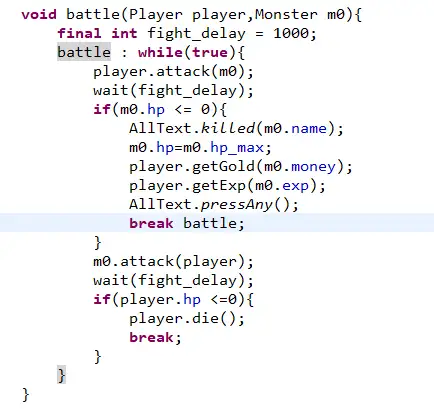 void battle(Player player,Monster m0){
    final int fight_delay = 1000;
    battle : while(true){
        player.attack(m0);
        wait(fight_delay);
        if(m0.hp <= 0){
            AllText.killed(m0.name);
            m0.hp=m0.hp_max;
            player.getGold(m0.money);
            player.getExp(m0.exp);
            AllText.pressAny();
            break battle;
        }
        m0.attack(player);
        wait(fight_delay);
        if(player.hp <=0){
            player.die();
            break;
        }
    }
}